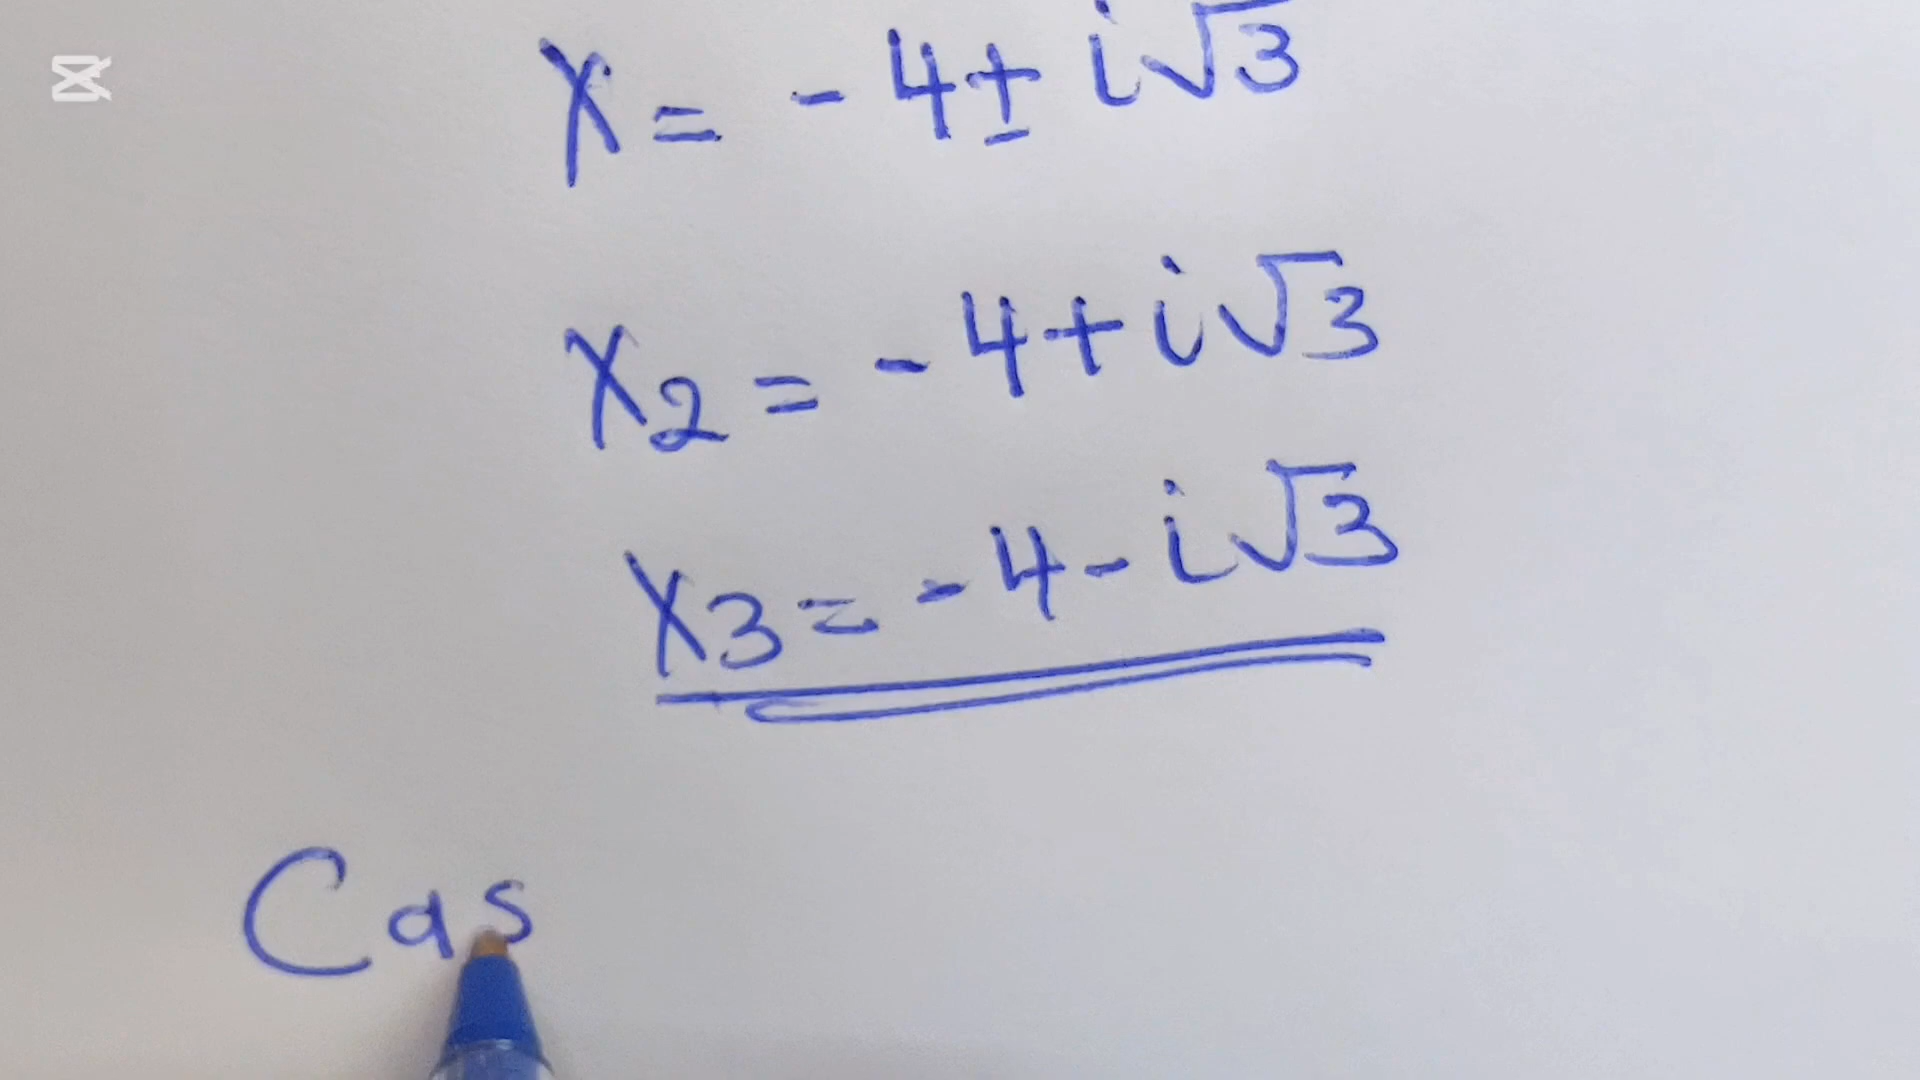 x = - 4 ± i√3
x₂ = - 4 + i√3
x₃ = - 4 - i√3
Cas